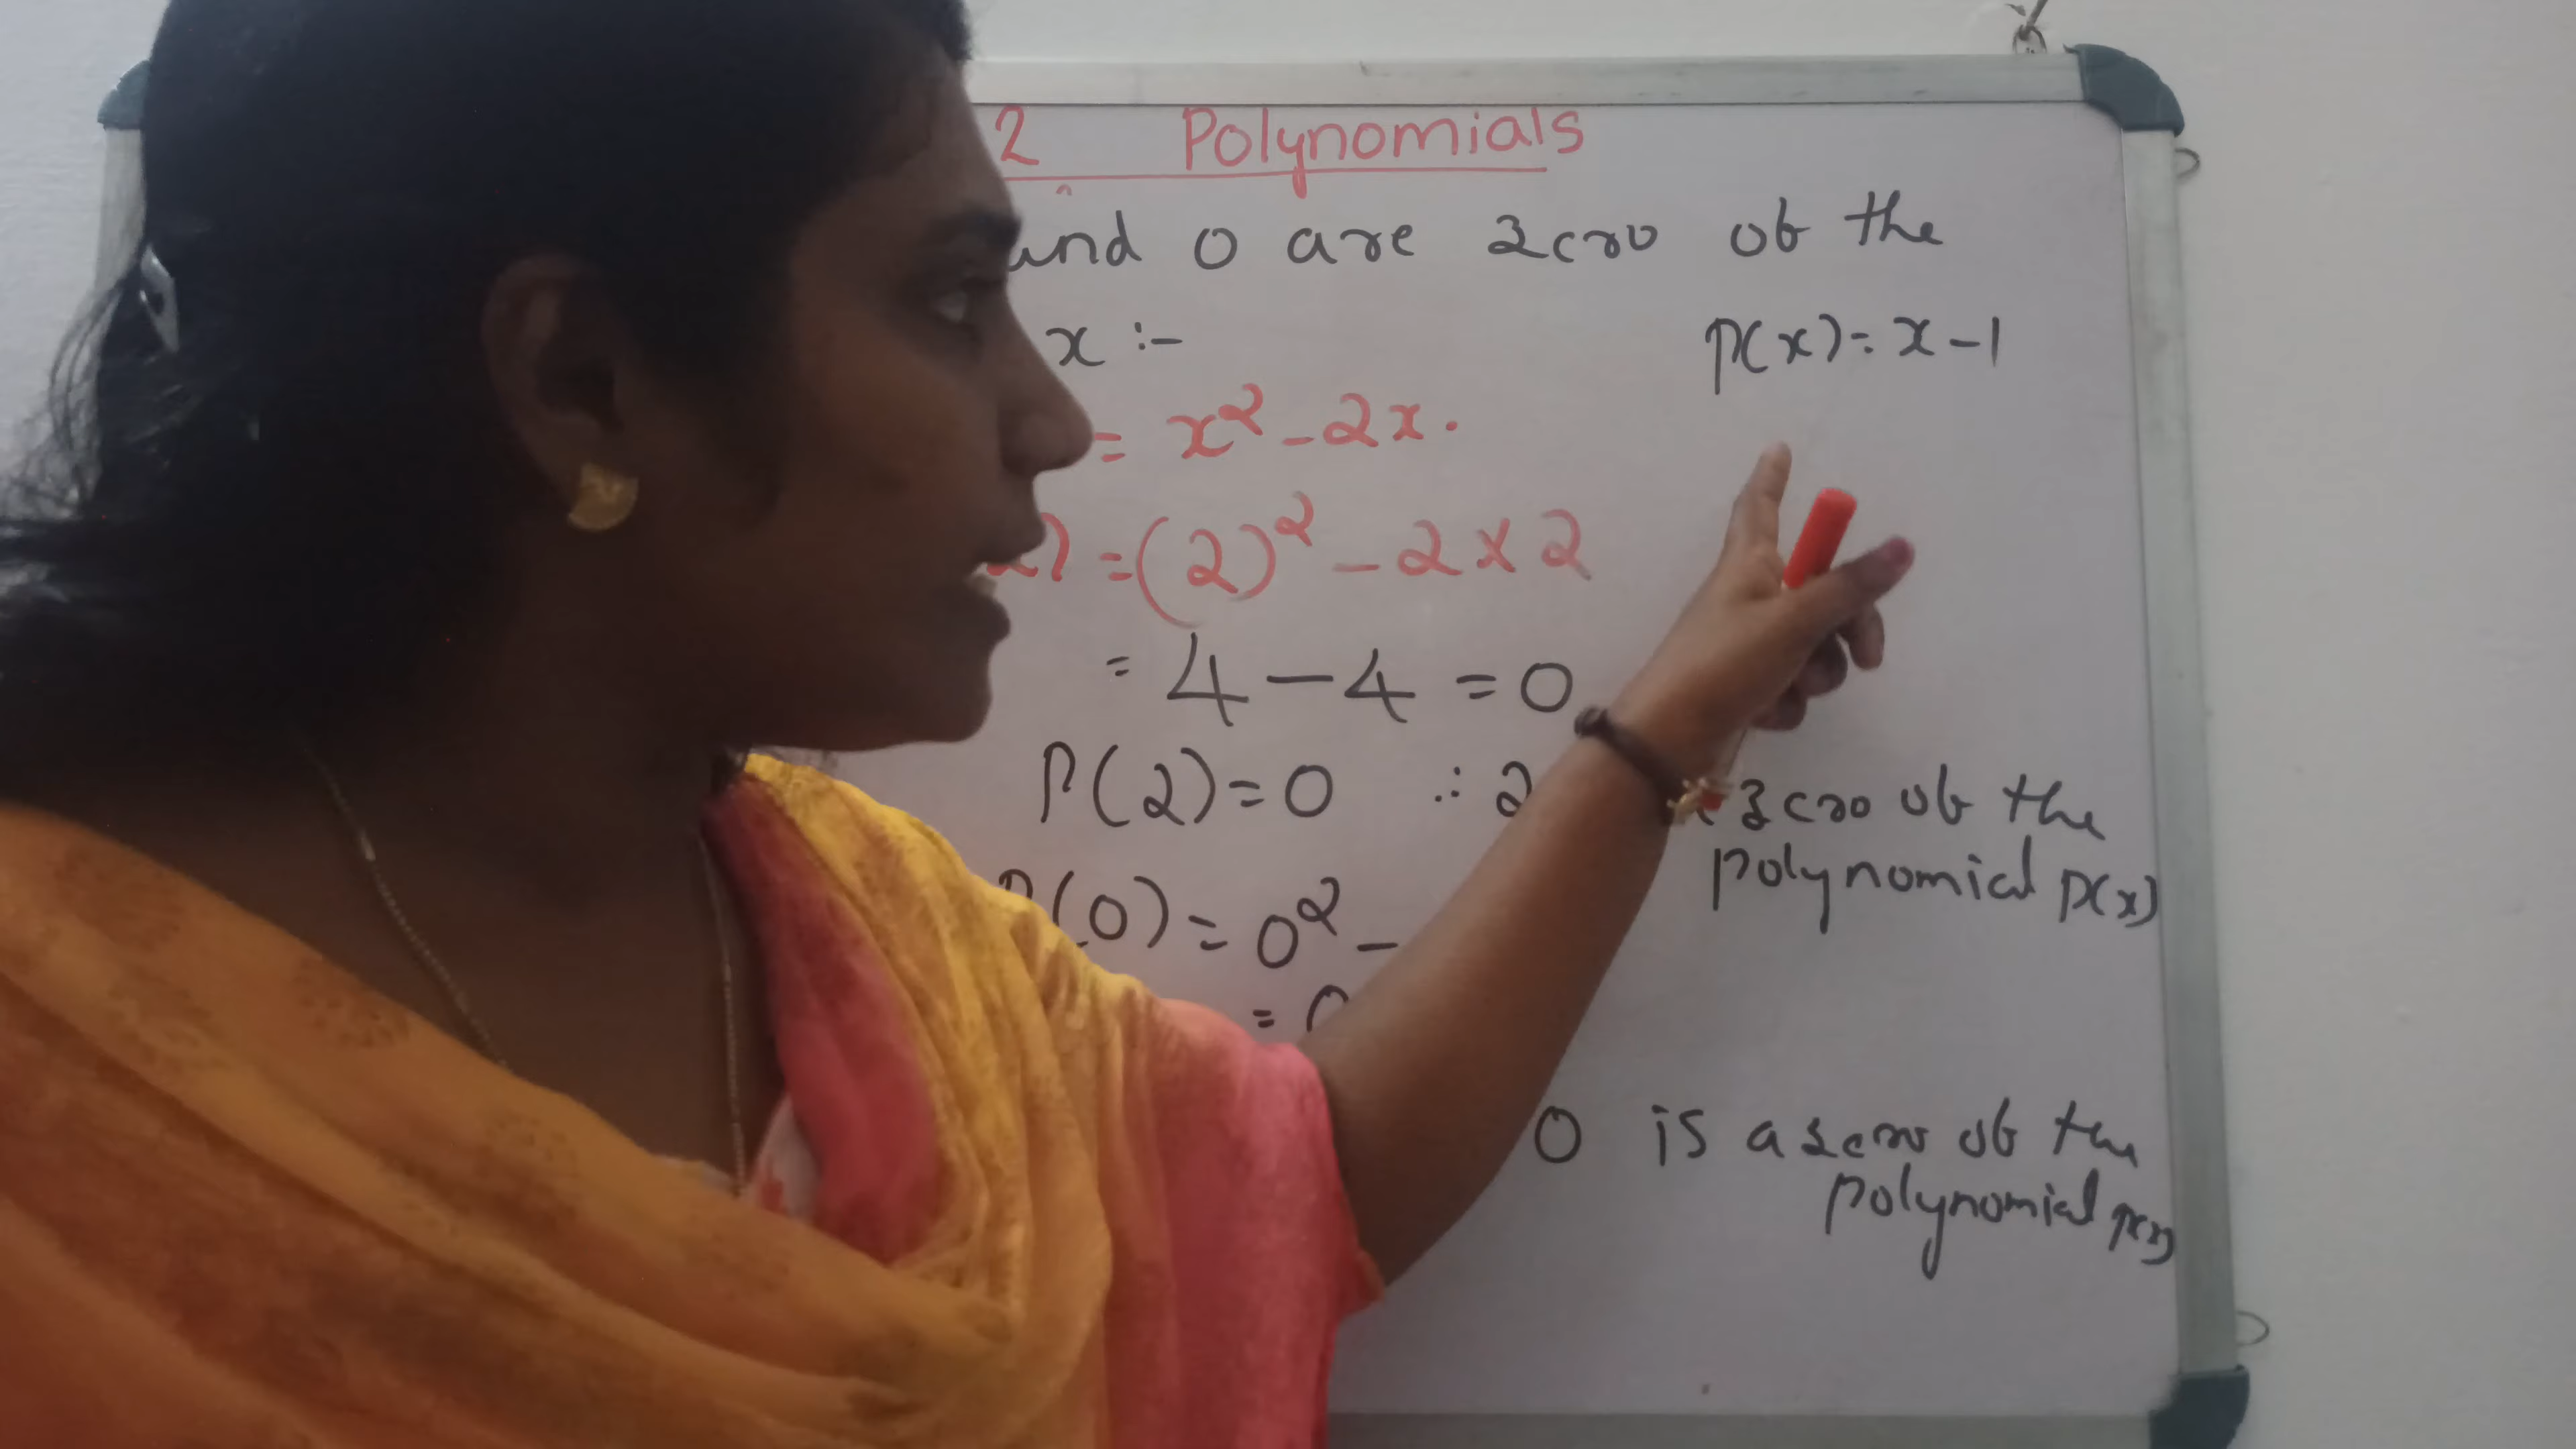 2 Polynomials
and 0 are zero of the
x :-
p(x) = x - 1
= x² - 2x.
= (2)² - 2 x 2
= 4 - 4 = 0
P(2) = 0 ∴ 2 zero of the
polynomial p(x)
P(0) = 0² -
= 0
0 is a zero of the
polynomial p(x)